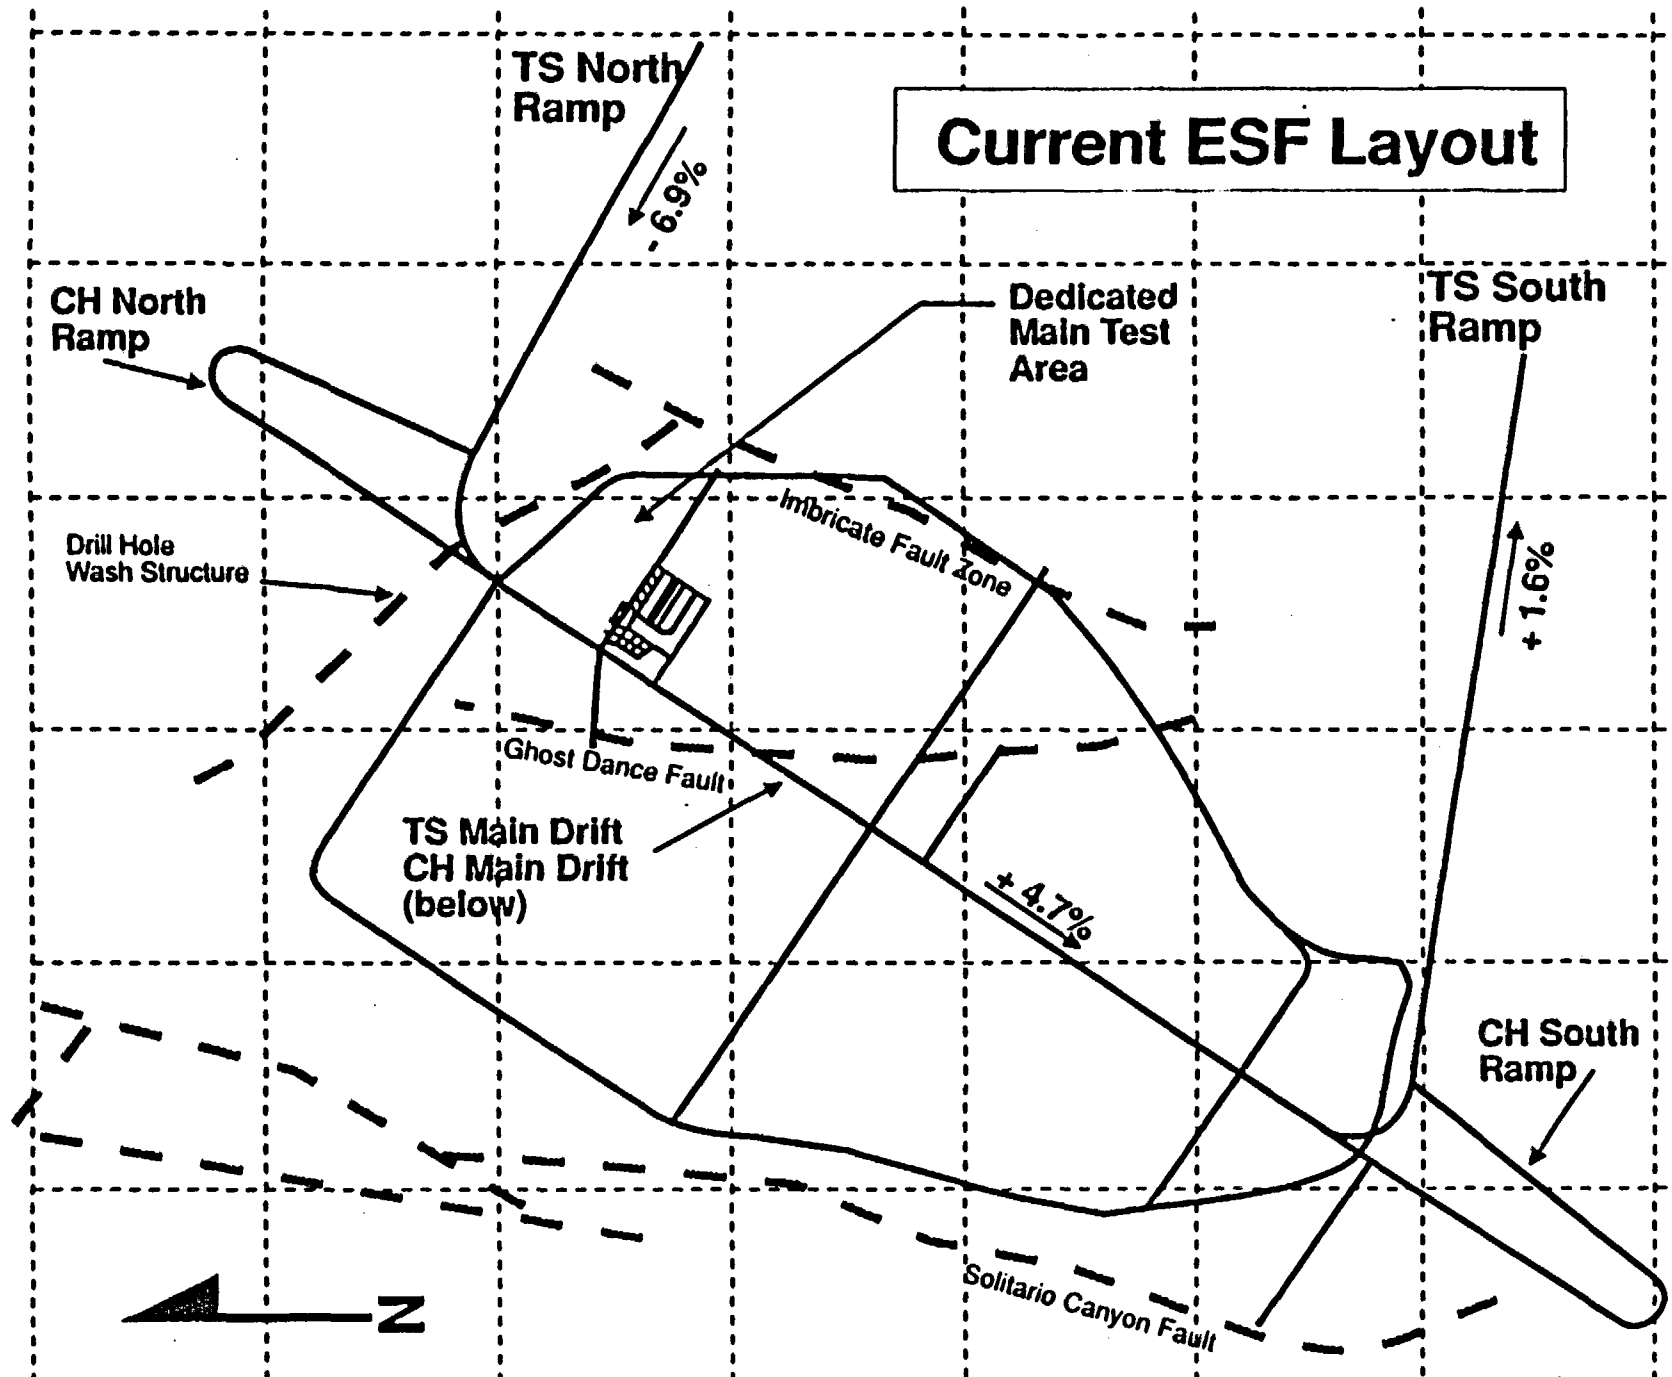 TS North
Ramp
Current ESF Layout
- 6.9%
CH North
Ramp
Dedicated
Main Test
Area
TS South
Ramp
Imbricate Fault Zone
Drill Hole
Wash Structure
+ 1.6%
Ghost Dance Fault
TS Main Drift
CH Main Drift
(below)
+ 4.7%
CH South
Ramp
Solitario Canyon Fault
N